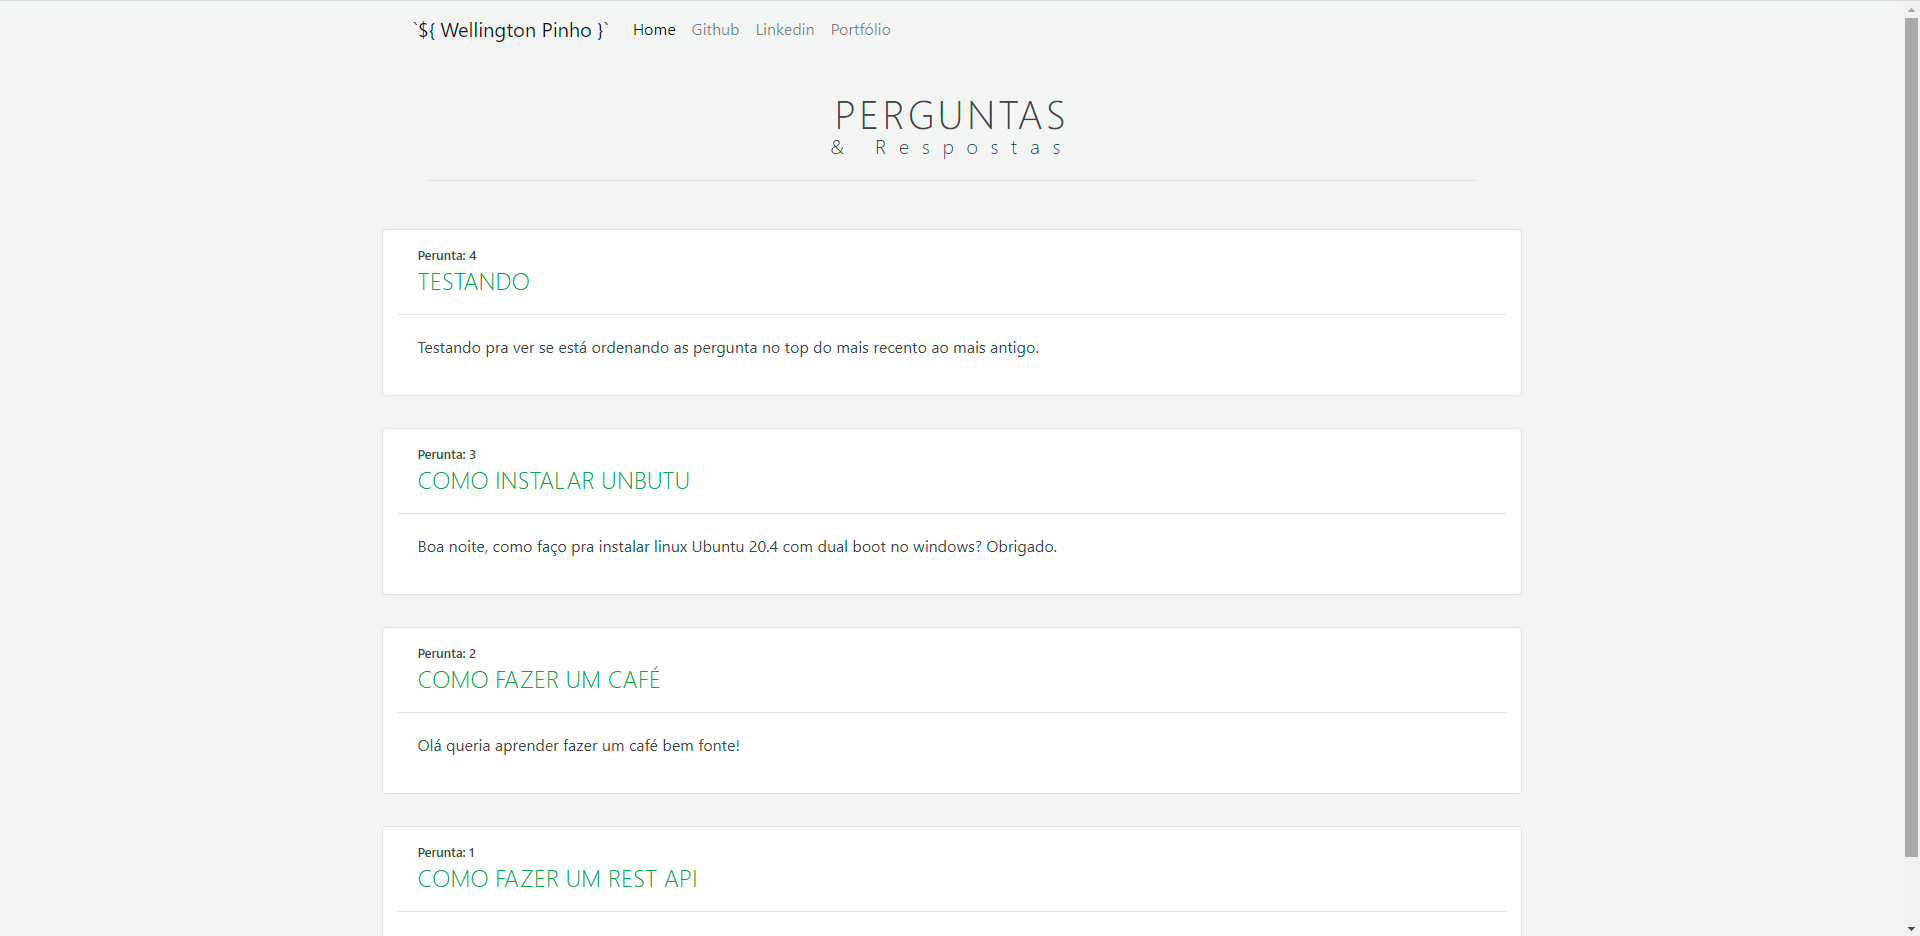 `${ Wellington Pinho }` Home Github Linkedin Portfólio
PERGUNTAS
& Respostas
Perunta: 4
TESTANDO
Testando pra ver se está ordenando as pergunta no top do mais recento ao mais antigo.
Perunta: 3
COMO INSTALAR UNBUTU
Boa noite, como faço pra instalar linux Ubuntu 20.4 com dual boot no windows? Obrigado.
Perunta: 2
COMO FAZER UM CAFÉ
Olá queria aprender fazer um café bem fonte!
Perunta: 1
COMO FAZER UM REST API